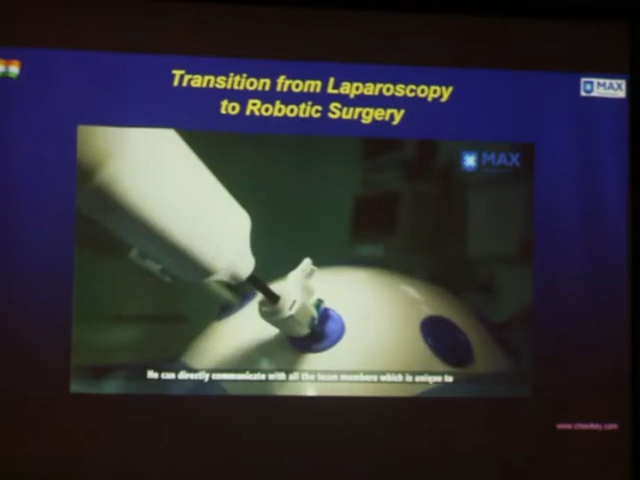 Transition from Laparoscopy
to Robotic Surgery
MAX
MAX
He can directly communicate with all the team members which is unique to